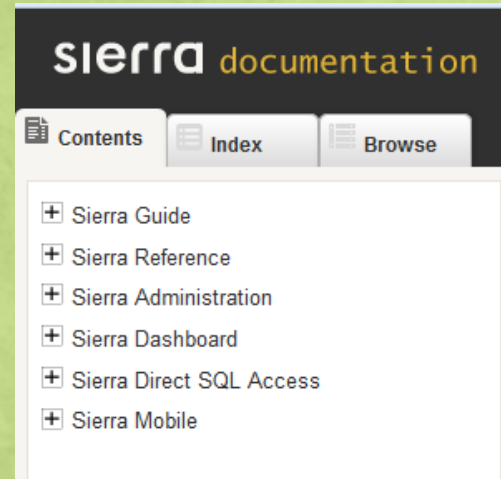 sierra documentation
Contents
Index
Browse
Sierra Guide
Sierra Reference
Sierra Administration
Sierra Dashboard
Sierra Direct SQL Access
Sierra Mobile